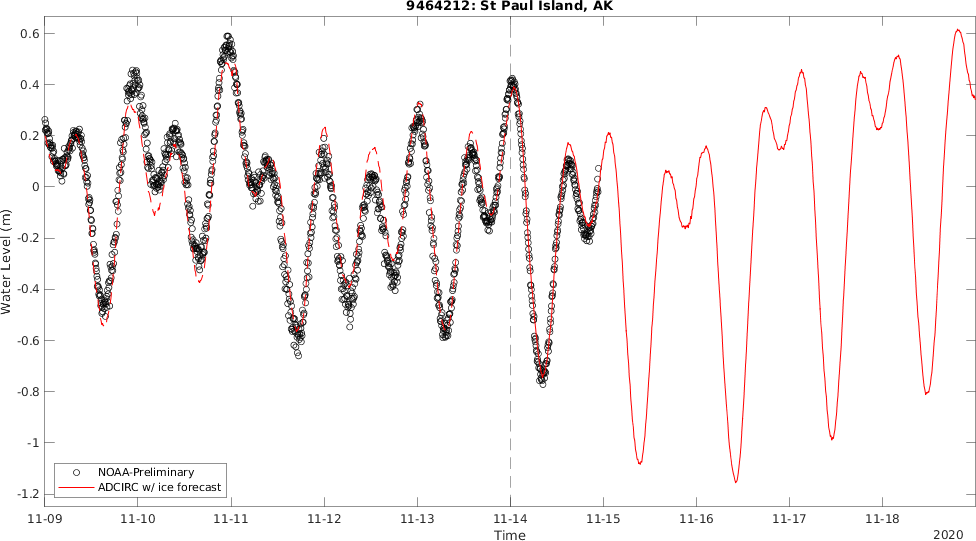 9464212: St Paul Island, AK
Water Level (m)
0.6
0.4
0.2
0
-0.2
-0.4
-0.6
-0.8
-1
-1.2
NOAA-Preliminary
ADCIRC w/ ice forecast
11-09 11-10 11-11 11-12 11-13 11-14 11-15 11-16 11-17 11-18
Time
2020